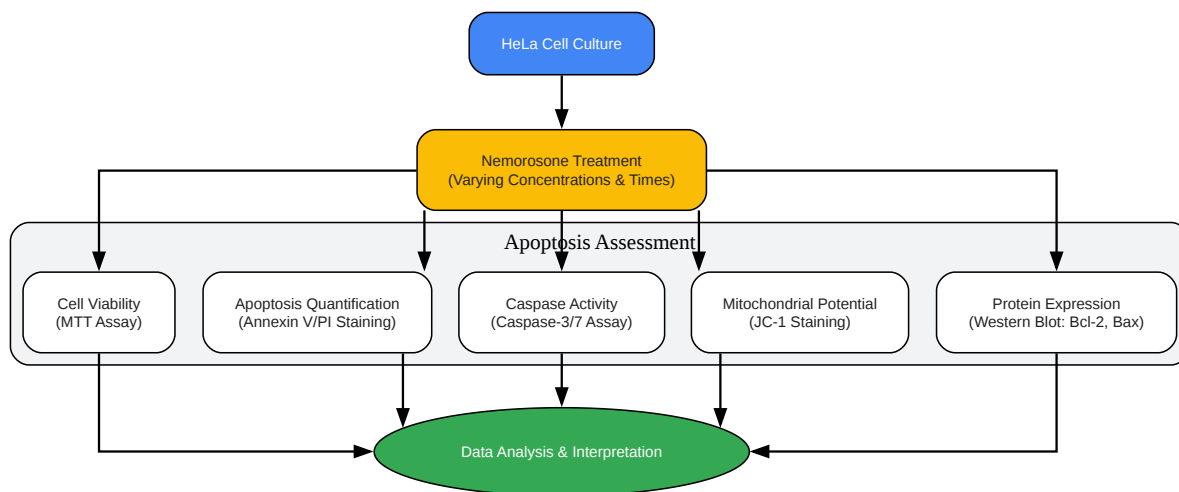 HeLa Cell Culture
Nemorosone Treatment
(Varying Concentrations & Times)
Apoptosis Assessment
Cell Viability
(MTT Assay)
Apoptosis Quantification
(Annexin V/PI Staining)
Caspase Activity
(Caspase-3/7 Assay)
Mitochondrial Potential
(JC-1 Staining)
Protein Expression
(Western Blot: Bcl-2, Bax)
Data Analysis & Interpretation